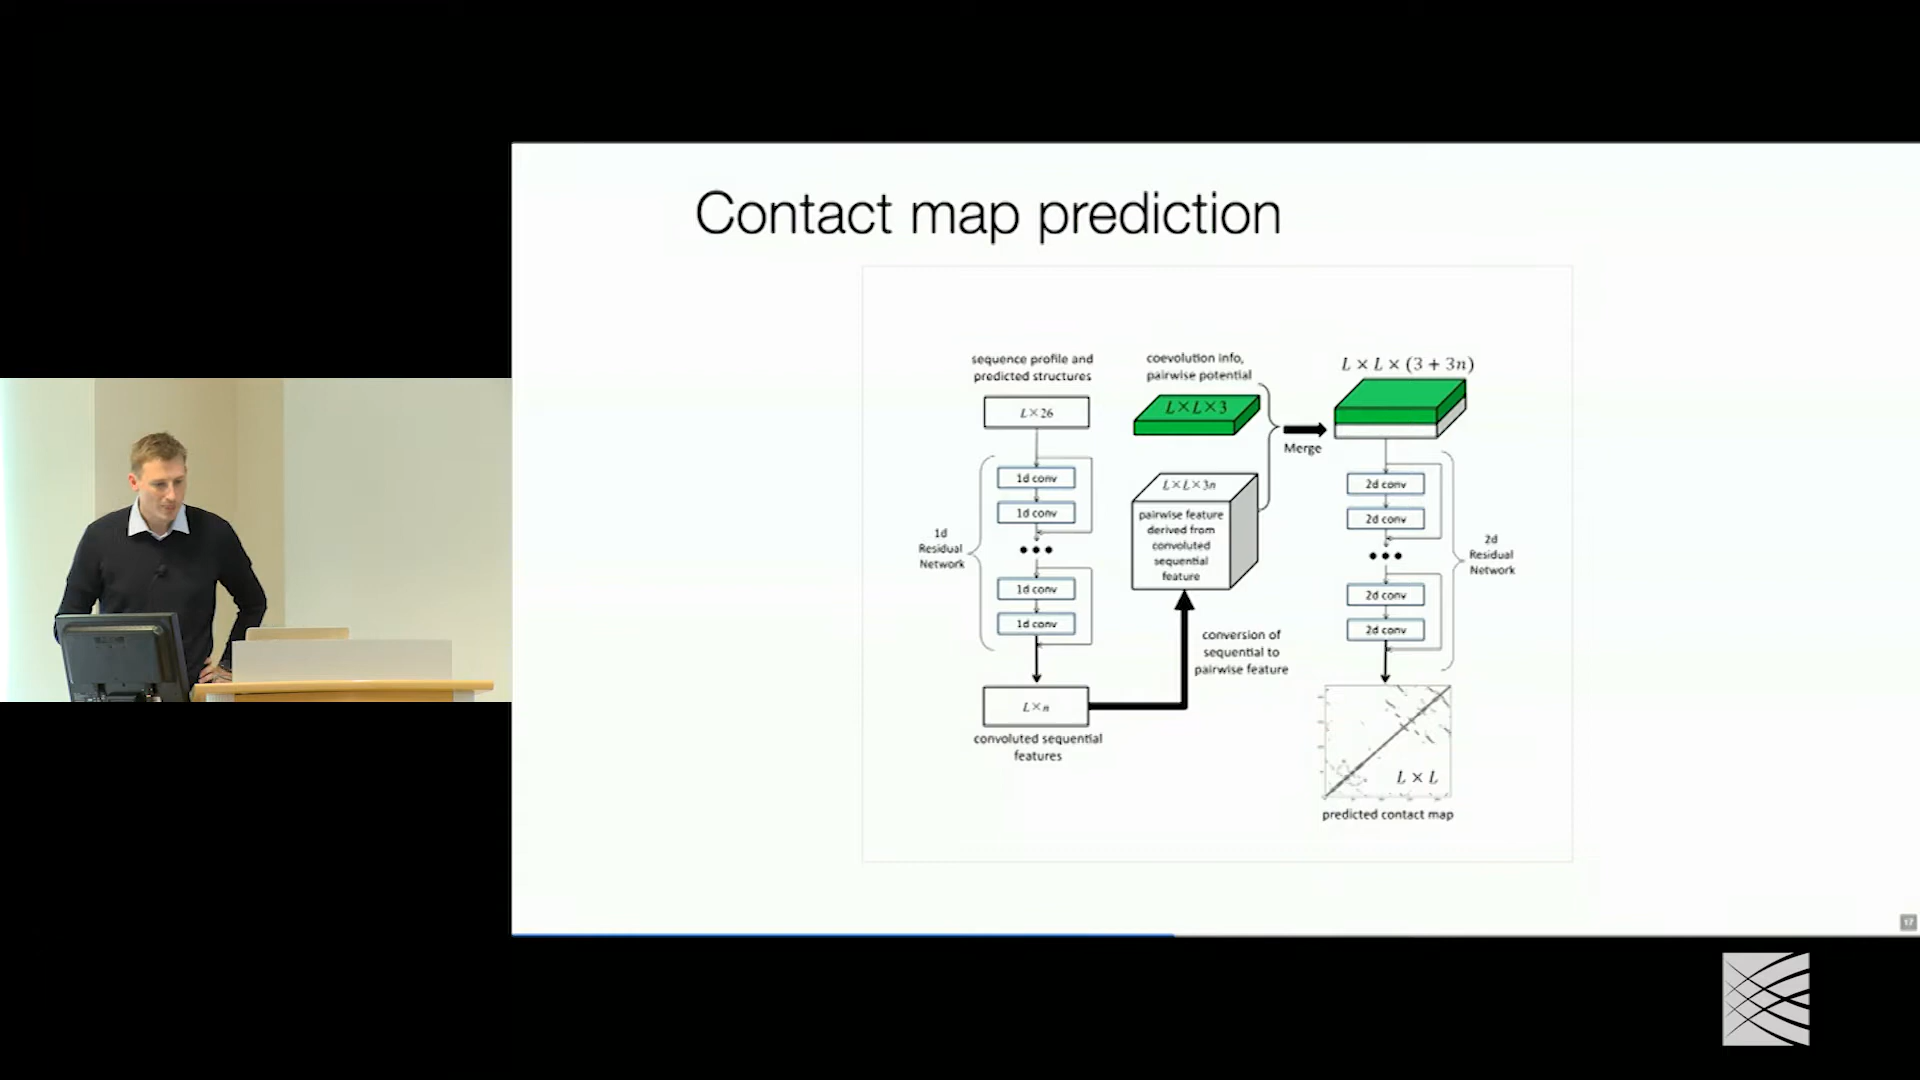 Contact map prediction
sequence profile and
predicted structures
L×26
1d conv
1d conv
1d conv
1d conv
1d
Residual
Network
L×n
convoluted sequential
features
coevolution info,
pairwise potential
L×L×3
L×L×3n
pairwise feature
derived from
convoluted
sequential
feature
conversion of
sequential to
pairwise feature
Merge
L × L × (3 + 3n)
2d conv
2d conv
2d conv
2d conv
2d
Residual
Network
L × L
predicted contact map
17